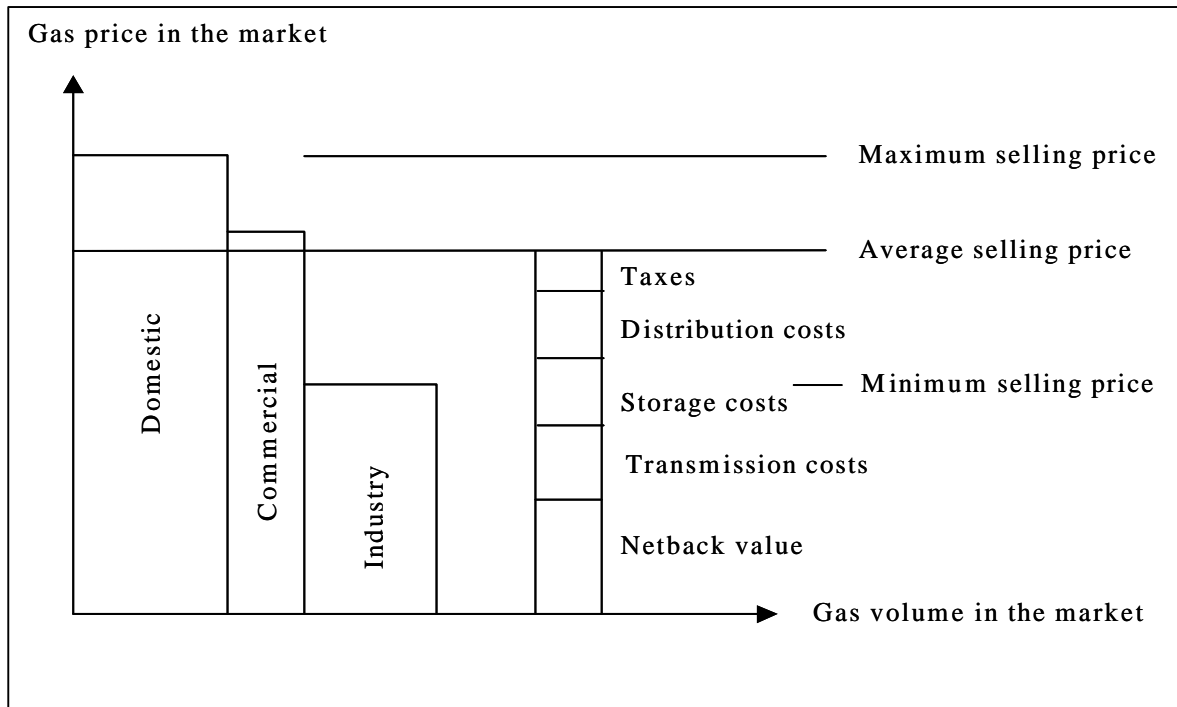 Gas price in the market
Maximum selling price
Average selling price
Taxes
Distribution costs
Minimum selling price
Storage costs
Transmission costs
Netback value
Domestic
Commercial
Industry
Gas volume in the market